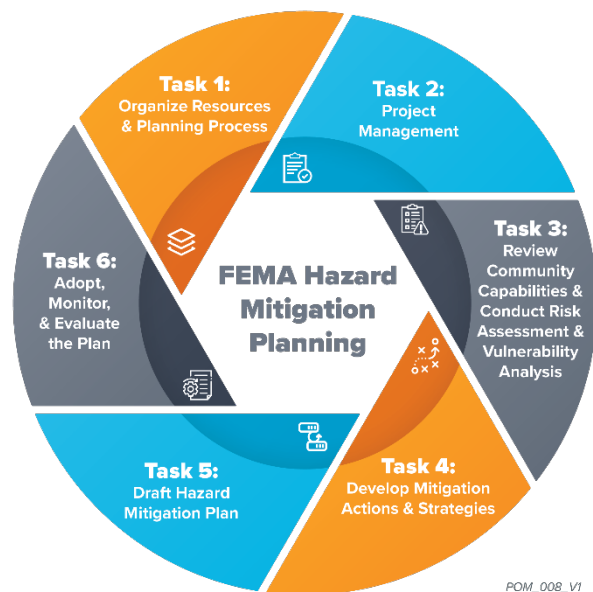 Task 1:
Organize Resources
& Planning Process
Task 2:
Project
Management
Task 3:
Review
Community
Capabilities &
Conduct Risk
Assessment &
Vulnerability
Analysis
Task 4:
Develop Mitigation
Actions & Strategies
Task 5:
Draft Hazard
Mitigation Plan
Task 6:
Adopt,
Monitor,
& Evaluate
the Plan
FEMA Hazard
Mitigation
Planning
POM_008_V1